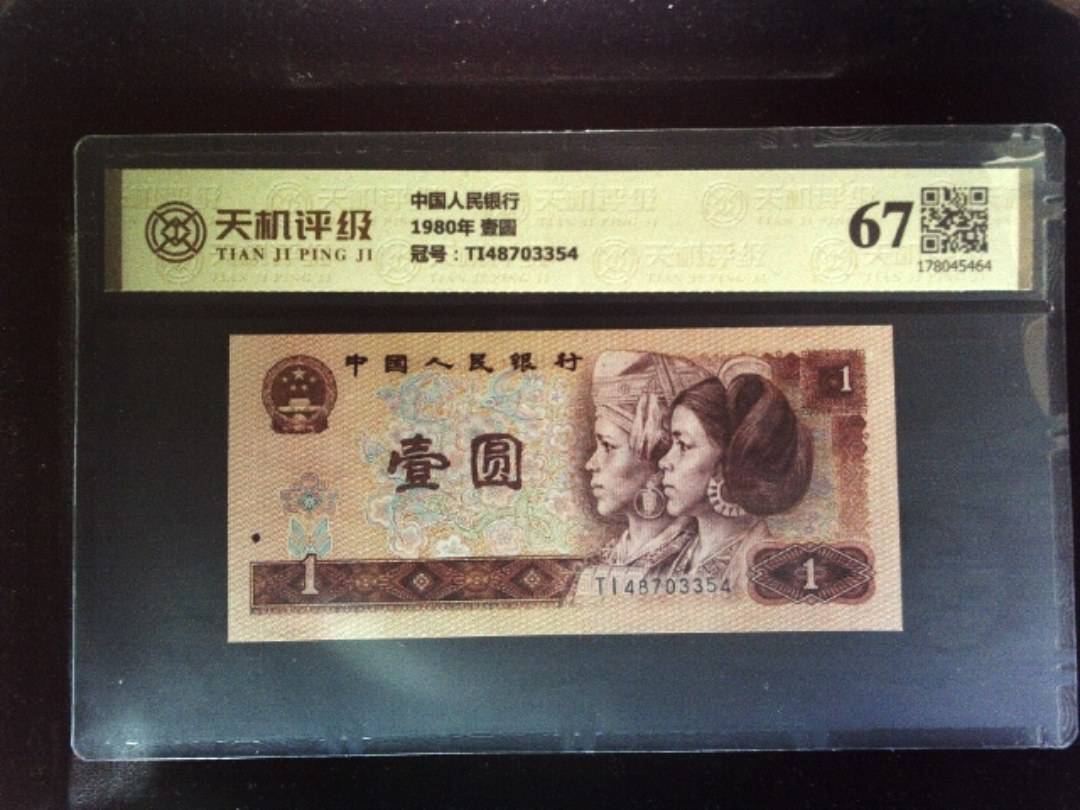 天机评级
TIAN JI PING JI
中国人民银行
1980年 壹圆
冠号：TI48703354
67
178045464
中国人民银行
1
壹圆
1
TI48703354
1